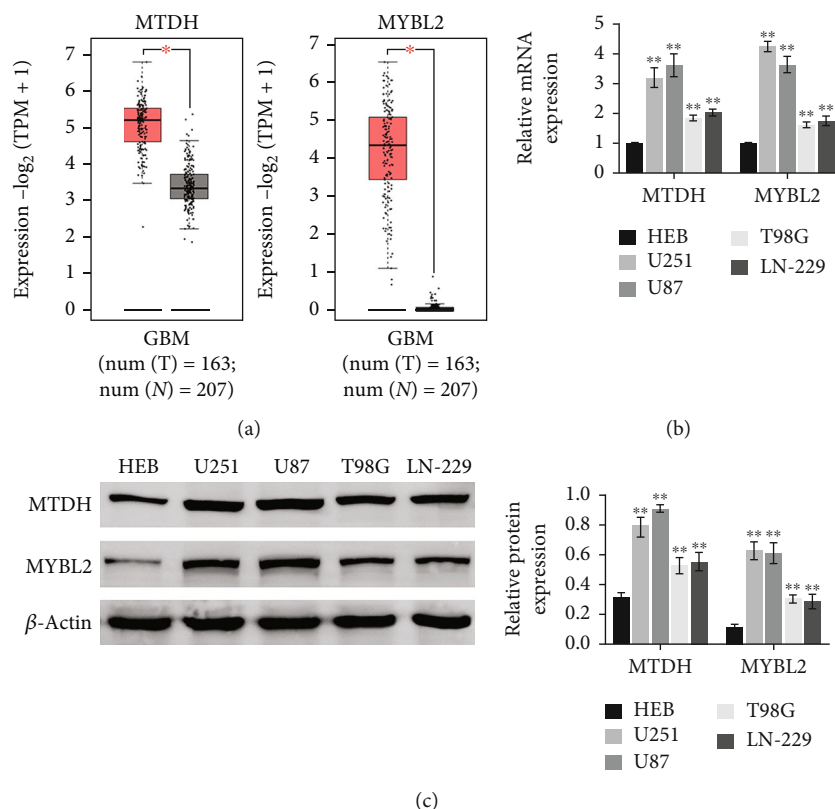 MTDH
MYBL2
Expression –log₂ (TPM + 1)
7
6
5
4
3
2
1
0
*
GBM
(num (T) = 163;
num (N) = 207)
Expression –log₂ (TPM + 1)
7
6
5
4
3
2
1
0
*
GBM
(num (T) = 163;
num (N) = 207)
(a)
Relative mRNA
expression
5
4
3
2
1
0
** ** ** **
** ** ** **
MTDH MYBL2
HEB T98G
U251 LN-229
U87
(b)
HEB U251 U87 T98G LN-229
MTDH
MYBL2
β-Actin
Relative protein
expression
1.0
0.8
0.6
0.4
0.2
0.0
** ** ** **
** ** ** **
MTDH MYBL2
HEB T98G
U251 LN-229
U87
(c)